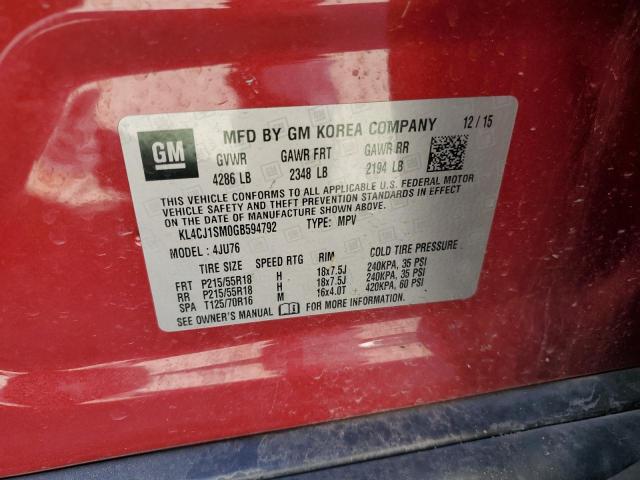 GM
MFD BY GM KOREA COMPANY 12/15
GVWR GAWR FRT GAWR RR
4286 LB 2348 LB 2194 LB
THIS VEHICLE CONFORMS TO ALL APPLICABLE U.S. FEDERAL MOTOR
VEHICLE SAFETY AND THEFT PREVENTION STANDARDS IN EFFECT
ON THE DATE OF MANUFACTURE SHOWN ABOVE.
KL4CJ1SM0GB594792 TYPE: MPV
MODEL: 4JU76
TIRE SIZE SPEED RTG RIM COLD TIRE PRESSURE
FRT P215/55R18 H 18x7.5J 240KPA, 35 PSI
RR P215/55R18 H 18x7.5J 240KPA, 35 PSI
SPA T125/70R16 M 16x4.0T 420KPA, 60 PSI
SEE OWNER'S MANUAL FOR MORE INFORMATION.